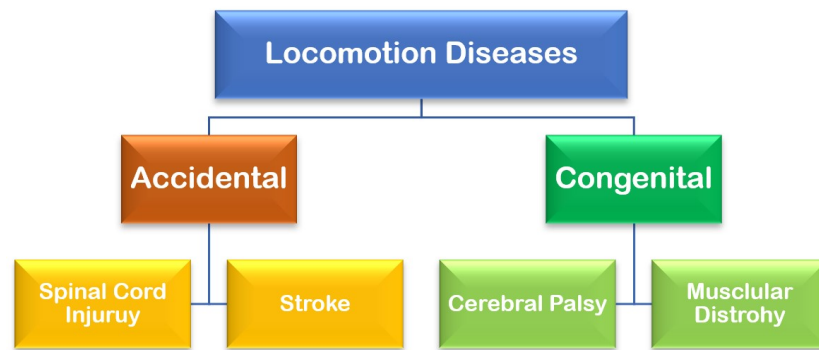 Locomotion Diseases
Accidental
Congenital
Spinal Cord
Injuruy
Stroke
Cerebral Palsy
Musclular
Distrohy